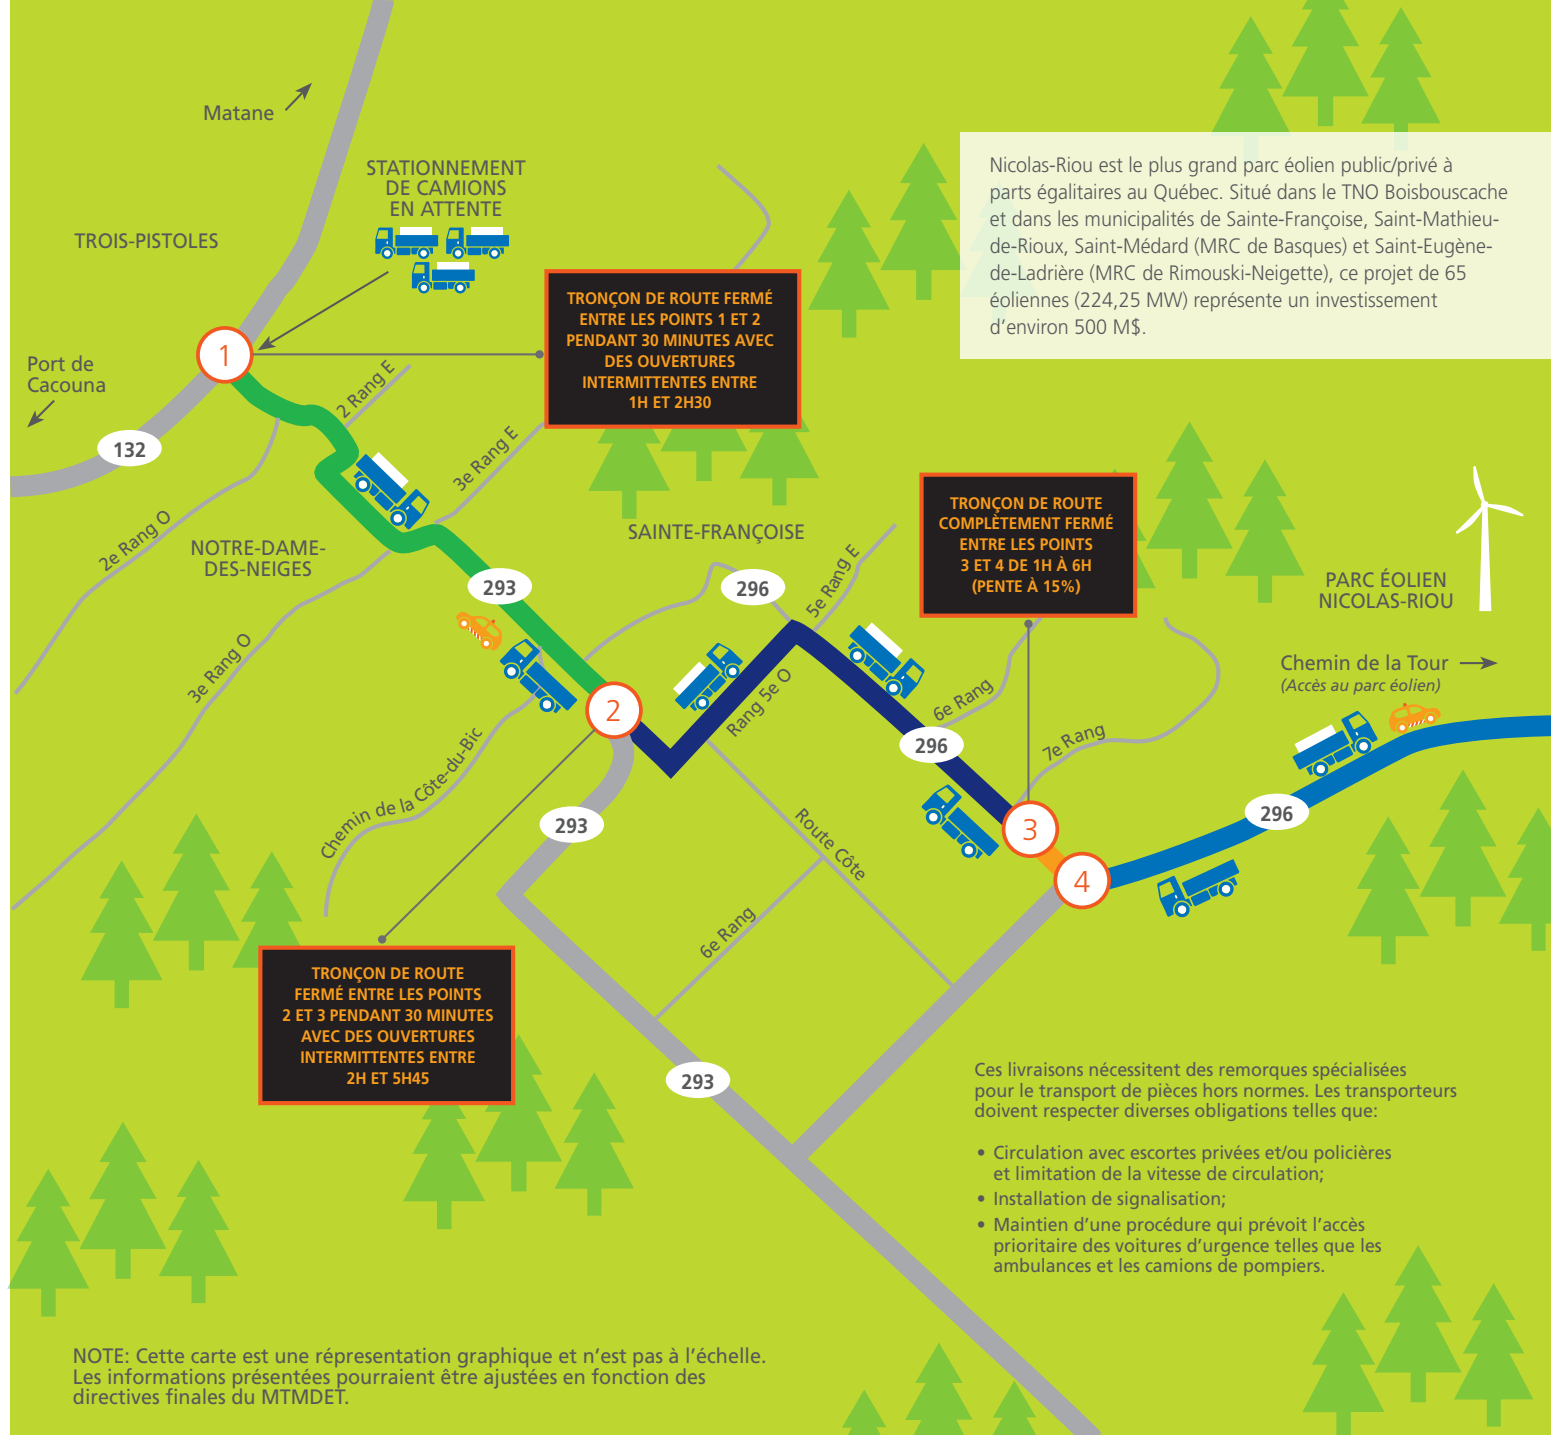 Matane
STATIONNEMENT
DE CAMIONS
EN ATTENTE
TROIS-PISTOLES
Nicolas-Riou est le plus grand parc éolien public/privé à
parts égalitaires au Québec. Situé dans le TNO Boisbouscache
et dans les municipalités de Sainte-Françoise, Saint-Mathieu-
de-Rioux, Saint-Médard (MRC de Basques) et Saint-Eugène-
de-Ladrière (MRC de Rimouski-Neigette), ce projet de 65
éoliennes (224,25 MW) représente un investissement
d’environ 500 M$.
TRONÇON DE ROUTE FERMÉ
ENTRE LES POINTS 1 ET 2
PENDANT 30 MINUTES AVEC
DES OUVERTURES
INTERMITTENTES ENTRE
1H ET 2H30
1
Port de
Cacouna
132
2 Rang E
3e Rang E
2e Rang O
NOTRE-DAME-
DES-NEIGES
3e Rang O
293
SAINTE-FRANÇOISE
296
5e Rang E
TRONÇON DE ROUTE
COMPLÈTEMENT FERMÉ
ENTRE LES POINTS
3 ET 4 DE 1H À 6H
(PENTE À 15%)
PARC ÉOLIEN
NICOLAS-RIOU
Chemin de la Tour
(Accès au parc éolien)
2
Rang 5e O
6e Rang
296
7e Rang
Chemin de la Côte-du-Bic
293
Route Côte
3
4
296
6e Rang
TRONÇON DE ROUTE
FERMÉ ENTRE LES POINTS
2 ET 3 PENDANT 30 MINUTES
AVEC DES OUVERTURES
INTERMITTENTES ENTRE
2H ET 5H45
293
Ces livraisons nécessitent des remorques spécialisées
pour le transport de pièces hors normes. Les transporteurs
doivent respecter diverses obligations telles que:
• Circulation avec escortes privées et/ou policières
et limitation de la vitesse de circulation;
• Installation de signalisation;
• Maintien d’une procédure qui prévoit l’accès
prioritaire des voitures d’urgence telles que les
ambulances et les camions de pompiers.
NOTE: Cette carte est une répresentation graphique et n’est pas à l’échelle.
Les informations présentées pourraient être ajustées en fonction des
directives finales du MTMDET.